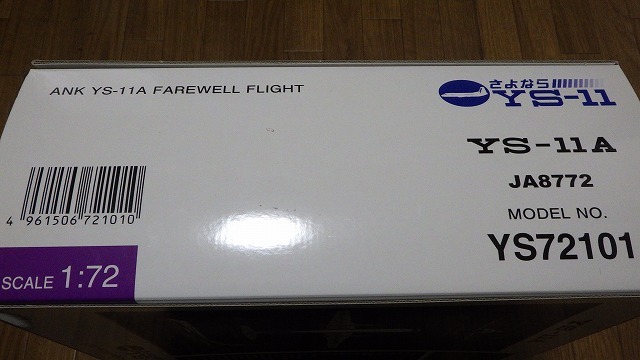 ANK YS-11A FAREWELL FLIGHT
さよなら
YS-11
YS-11A
JA8772
MODEL NO.
YS72101
4 961506 721010
SCALE 1:72